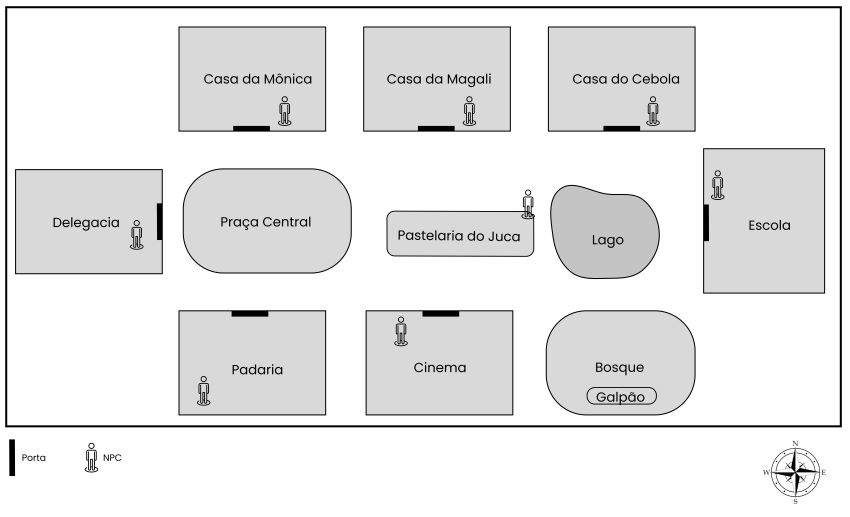 Casa da Mônica
Casa da Magali
Casa do Cebola
Delegacia
Praça Central
Pastelaria do Juca
Lago
Escola
Padaria
Cinema
Bosque
Galpão
Porta
NPC
N
W
E
S